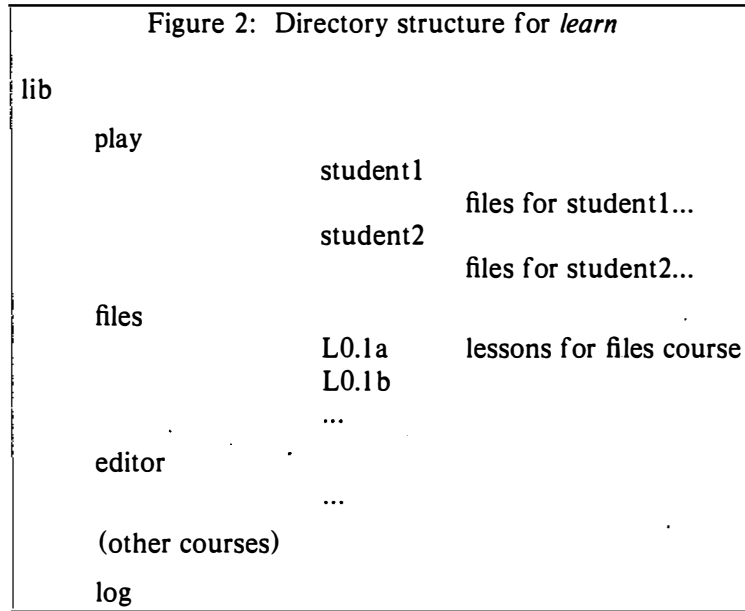 Figure 2: Directory structure for learn
lib
play
student1
files for student1...
student2
files for student2...
files
L0.1a lessons for files course
L0.1b
...
editor
...
(other courses)
log